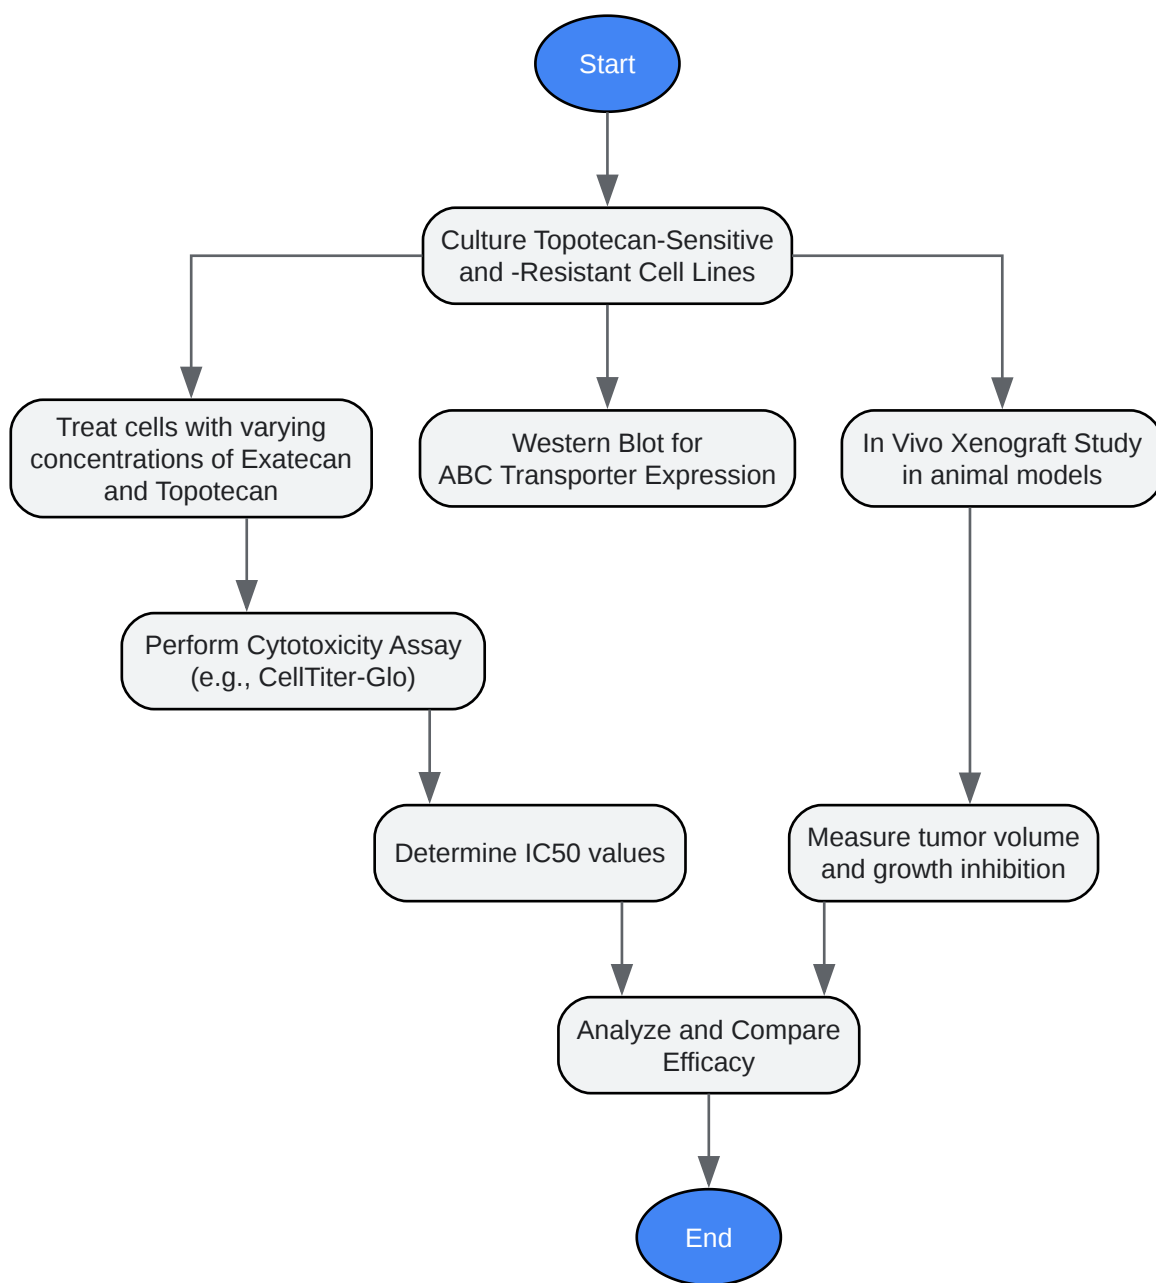 Start
Culture Topotecan-Sensitive
and -Resistant Cell Lines
Treat cells with varying
concentrations of Exatecan
and Topotecan
Western Blot for
ABC Transporter Expression
In Vivo Xenograft Study
in animal models
Perform Cytotoxicity Assay
(e.g., CellTiter-Glo)
Determine IC50 values
Measure tumor volume
and growth inhibition
Analyze and Compare
Efficacy
End